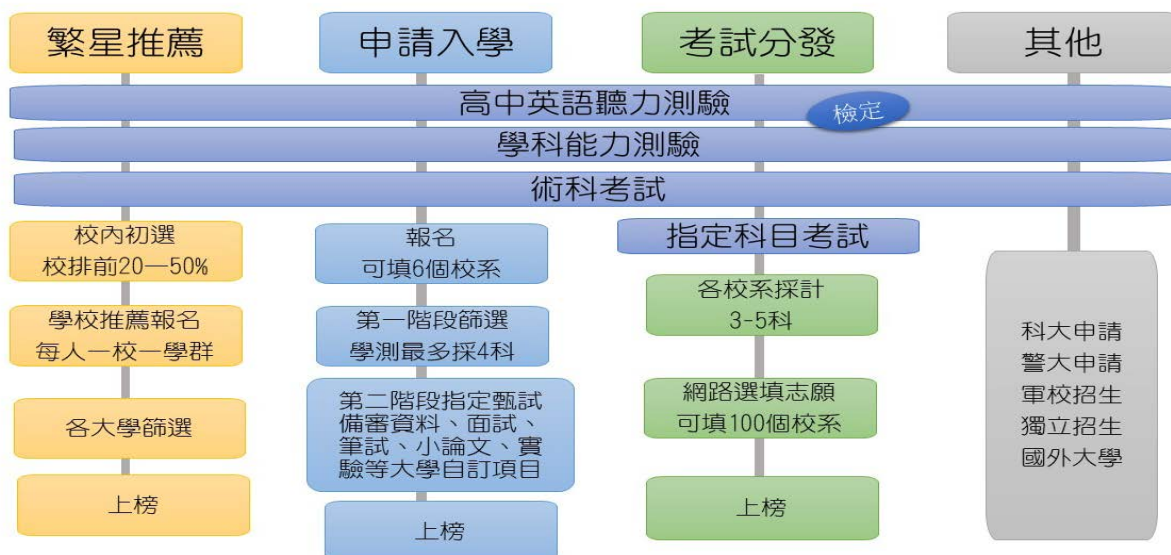 繁星推薦
申請入學
考試分發
其他
高中英語聽力測驗
檢定
學科能力測驗
術科考試
校內初選
校排前20—50%
學校推薦報名
每人一校一學群
各大學篩選
上榜
報名
可填6個校系
第一階段篩選
學測最多採4科
第二階段指定甄試
備審資料、面試、
筆試、小論文、實
驗等大學自訂項目
上榜
指定科目考試
各校系採計
3-5科
網路選填志願
可填100個校系
上榜
科大申請
警大申請
軍校招生
獨立招生
國外大學